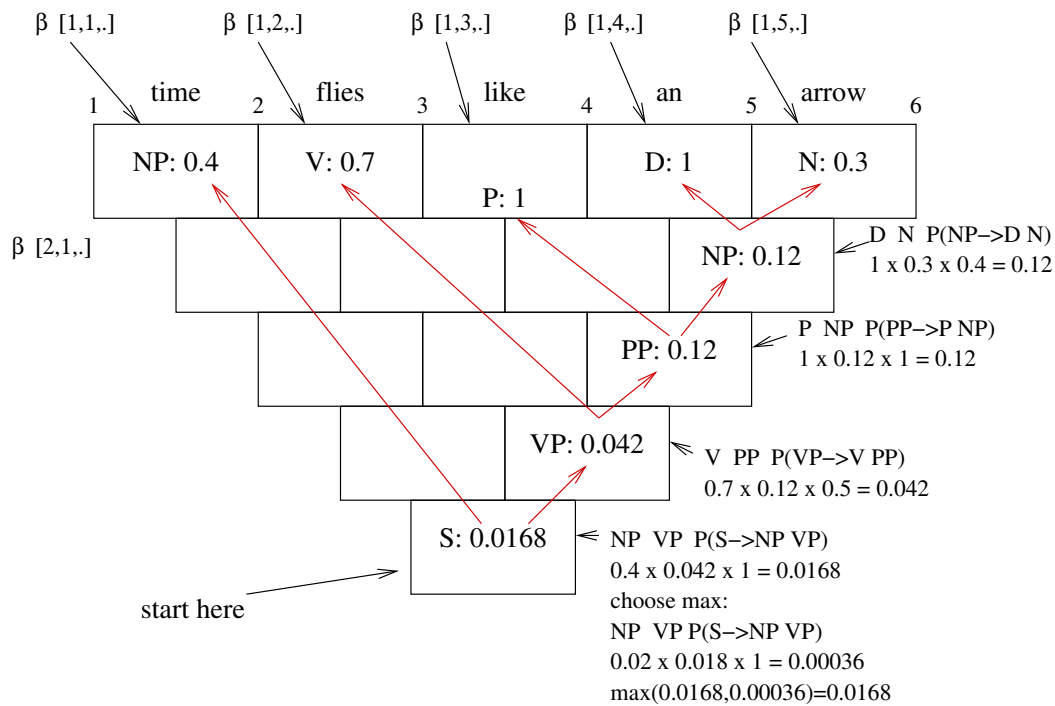 β [1,1,.] β [1,2,.] β [1,3,.] β [1,4,.] β [1,5,.]
time flies like an arrow
1 2 3 4 5 6
NP: 0.4 V: 0.7 D: 1 N: 0.3
P: 1
β [2,1,.]
D N P(NP−>D N)
NP: 0.12
1 x 0.3 x 0.4 = 0.12
P NP P(PP−>P NP)
PP: 0.12
1 x 0.12 x 1 = 0.12
VP: 0.042
V PP P(VP−>V PP)
0.7 x 0.12 x 0.5 = 0.042
S: 0.0168
NP VP P(S−>NP VP)
0.4 x 0.042 x 1 = 0.0168
start here
choose max:
NP VP P(S−>NP VP)
0.02 x 0.018 x 1 = 0.00036
max(0.0168,0.00036)=0.0168